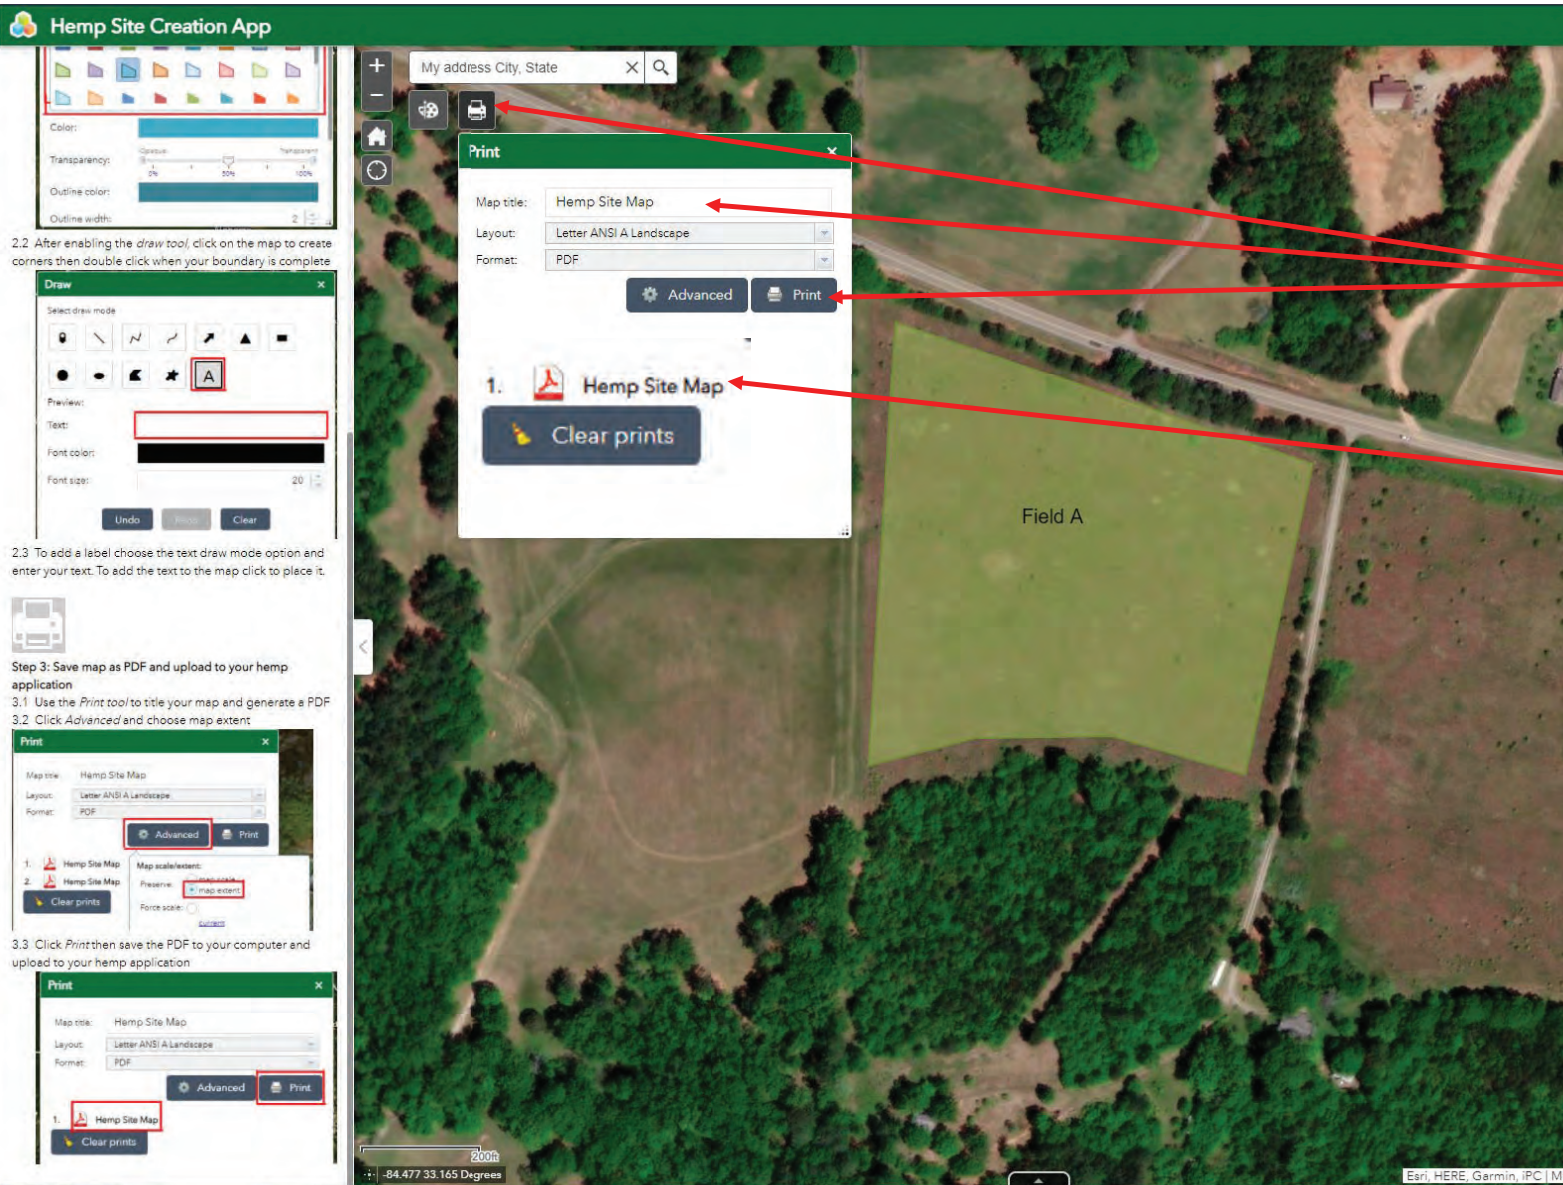 Hemp Site Creation App
Color:
Transparency:
Opaque
Transparent
0%
50%
100%
Outline color:
Outline width:
2
2.2 After enabling the draw tool, click on the map to create
corners then double click when your boundary is complete
Draw
Select draw mode
A
Preview:
Text:
Font color:
Font size:
20
Undo
Clear
2.3 To add a label choose the text draw mode option and
enter your text. To add the text to the map click to place it.
Step 3: Save map as PDF and upload to your hemp
application
3.1 Use the Print tool to title your map and generate a PDF
3.2 Click Advanced and choose map extent
Print
Map title:
Hemp Site Map
Layout:
Letter ANSI A Landscape
Format:
PDF
Advanced
Print
1. Hemp Site Map
2. Hemp Site Map
Clear prints
Map scale/extent:
Preserve:
map scale
map extent
Force scale:
current
3.3 Click Print then save the PDF to your computer and
upload to your hemp application
Print
Map title:
Hemp Site Map
Layout:
Letter ANSI A Landscape
Format:
PDF
Advanced
Print
1. Hemp Site Map
Clear prints
My address City, State
Print
Map title:
Hemp Site Map
Layout:
Letter ANSI A Landscape
Format:
PDF
Advanced
Print
1. Hemp Site Map
Clear prints
Field A
200ft
-84.477 33.165 Degrees
Esri, HERE, Garmin, iPC | M